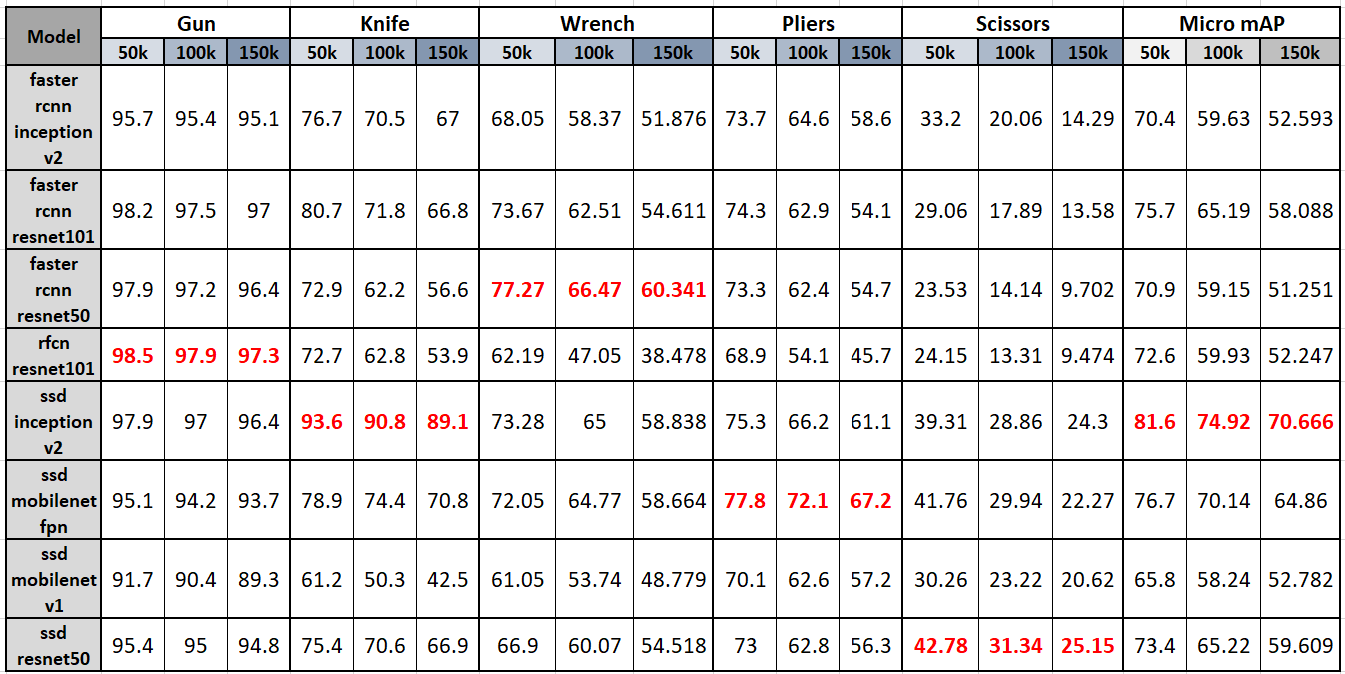 Model Gun Knife Wrench Pliers Scissors Micro mAP
50k 100k 150k 50k 100k 150k 50k 100k 150k 50k 100k 150k 50k 100k 150k 50k 100k 150k
faster
rcnn
inception
v2
95.7 95.4 95.1 76.7 70.5 67 68.05 58.37 51.876 73.7 64.6 58.6 33.2 20.06 14.29 70.4 59.63 52.593
faster
rcnn
resnet101
98.2 97.5 97 80.7 71.8 66.8 73.67 62.51 54.611 74.3 62.9 54.1 29.06 17.89 13.58 75.7 65.19 58.088
faster
rcnn
resnet50
97.9 97.2 96.4 72.9 62.2 56.6 77.27 66.47 60.341 73.3 62.4 54.7 23.53 14.14 9.702 70.9 59.15 51.251
rfcn
resnet101
98.5 97.9 97.3 72.7 62.8 53.9 62.19 47.05 38.478 68.9 54.1 45.7 24.15 13.31 9.474 72.6 59.93 52.247
ssd
inception
v2
97.9 97 96.4 93.6 90.8 89.1 73.28 65 58.838 75.3 66.2 61.1 39.31 28.86 24.3 81.6 74.92 70.666
ssd
mobilenet
fpn
95.1 94.2 93.7 78.9 74.4 70.8 72.05 64.77 58.664 77.8 72.1 67.2 41.76 29.94 22.27 76.7 70.14 64.86
ssd
mobilenet
v1
91.7 90.4 89.3 61.2 50.3 42.5 61.05 53.74 48.779 70.1 62.6 57.2 30.26 23.22 20.62 65.8 58.24 52.782
ssd
resnet50
95.4 95 94.8 75.4 70.6 66.9 66.9 60.07 54.518 73 62.8 56.3 42.78 31.34 25.15 73.4 65.22 59.609